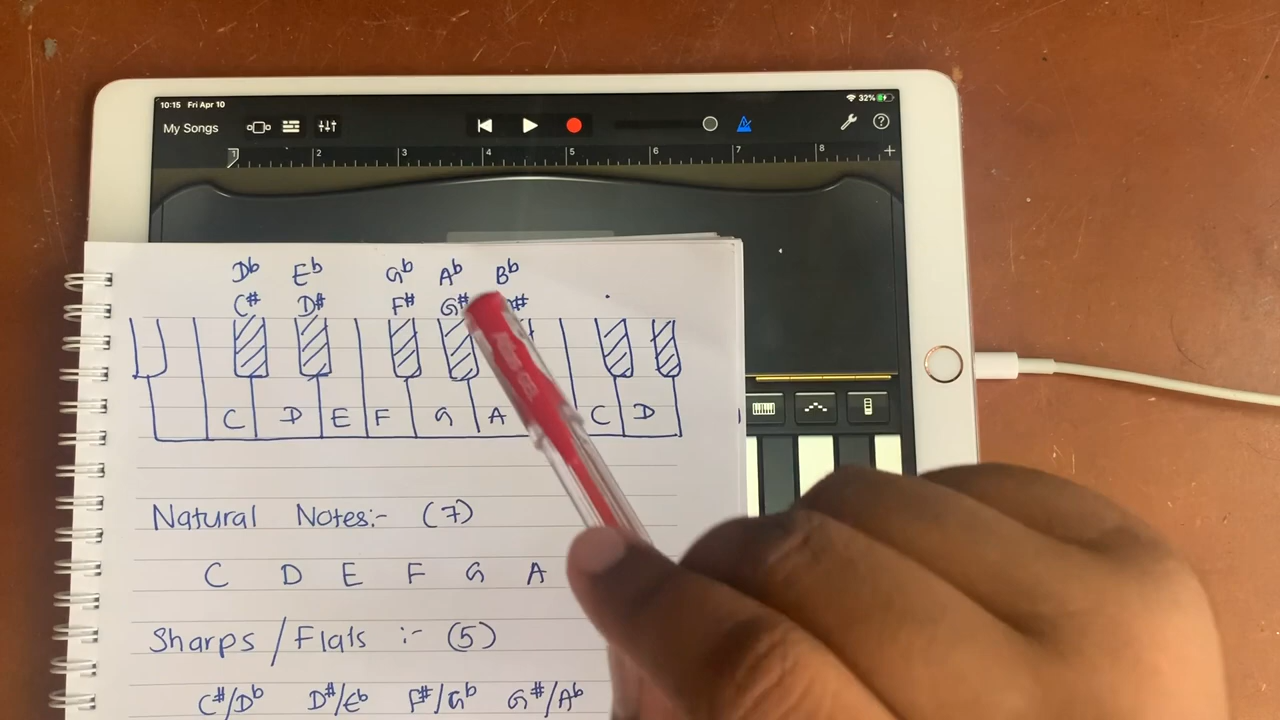 10:15 Fri Apr 10 32%
My Songs
1 2 3 4 5 6 7 8
D♭ E♭ G♭ A♭ B♭
C# D# F# G# #
C D E F G A C D
Natural Notes:- (7)
C D E F G A
Sharps/Flats :- (5)
C#/D♭ D#/E♭ F#/G♭ G#/A♭